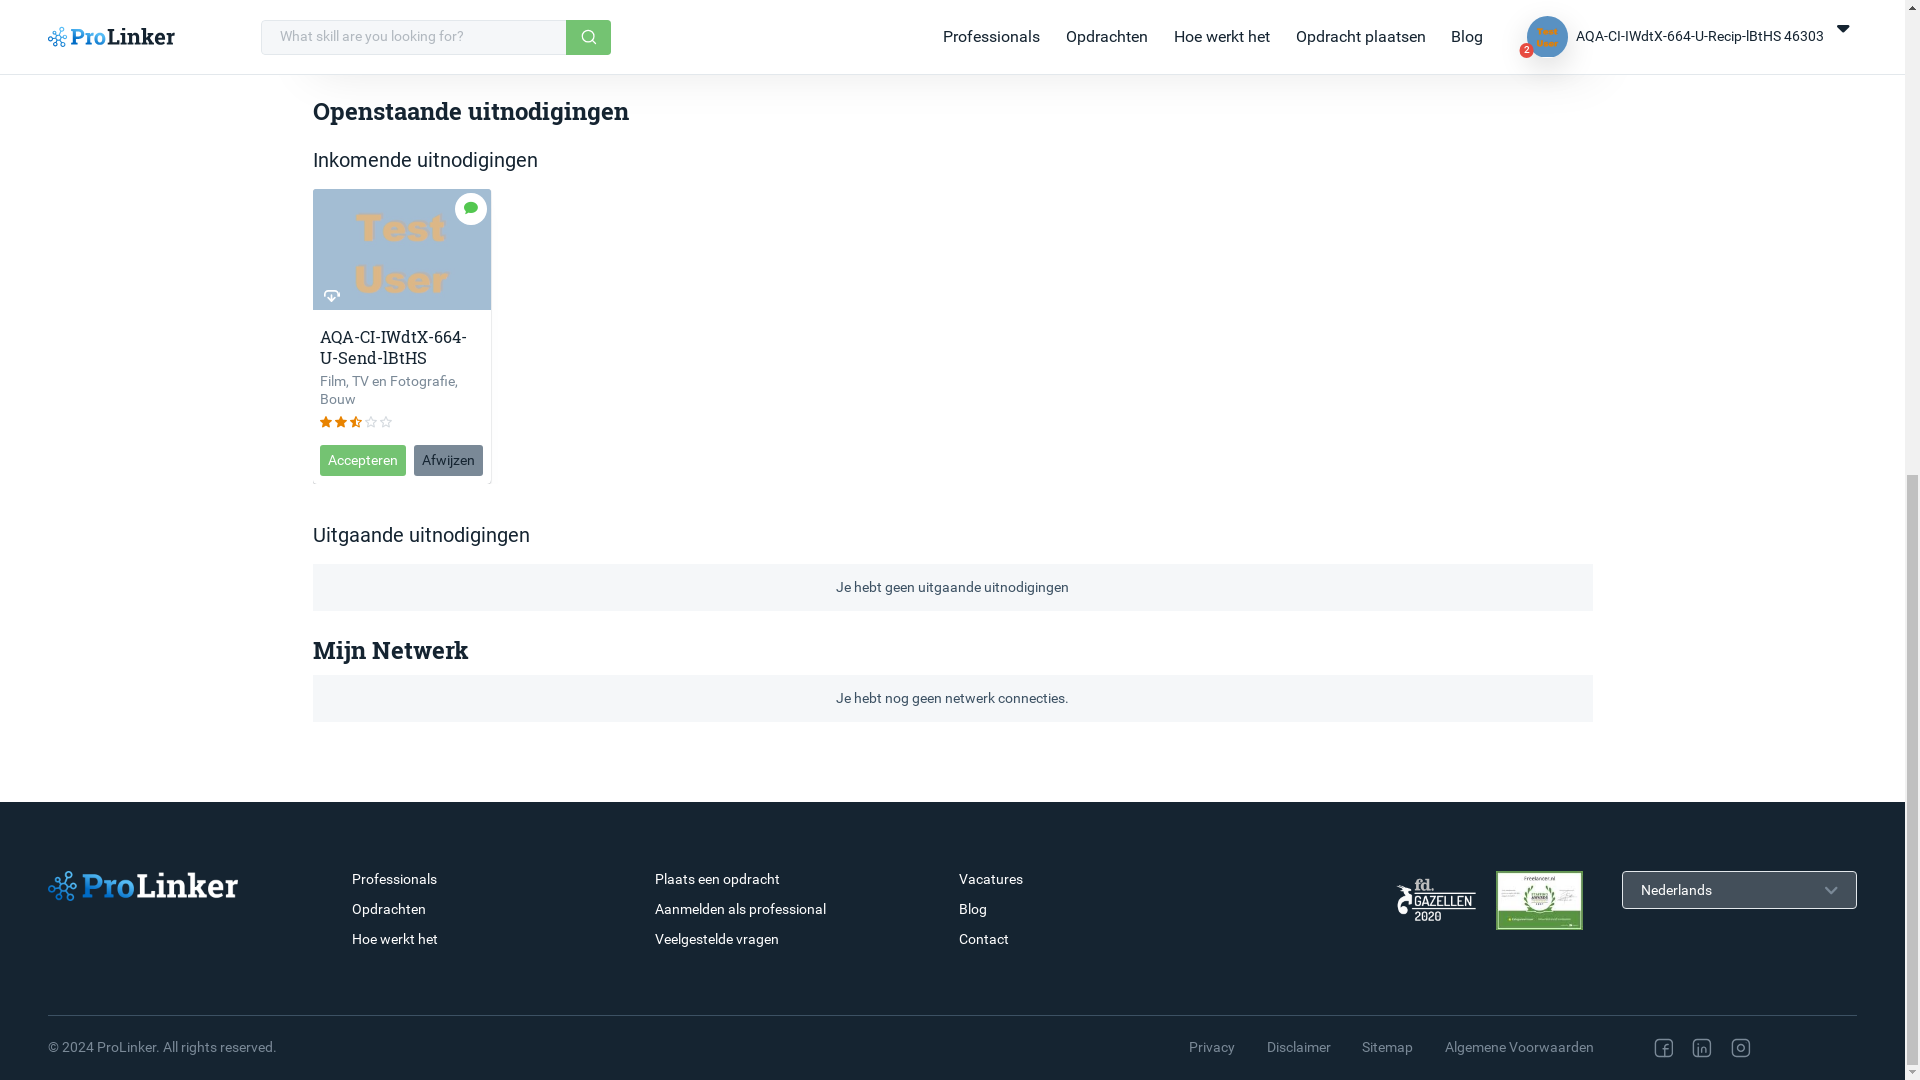 ProLinker
What skill are you looking for?
Professionals
Opdrachten
Hoe werkt het
Opdracht plaatsen
Blog
Test
User
2
AQA-CI-IWdtX-664-U-Recip-lBtHS 46303
Openstaande uitnodigingen
Inkomende uitnodigingen
Test
User
AQA-CI-IWdtX-664-
U-Send-lBtHS
Film, TV en Fotografie,
Bouw
Accepteren
Afwijzen
Uitgaande uitnodigingen
Je hebt geen uitgaande uitnodigingen
Mijn Netwerk
Je hebt nog geen netwerk connecties.
ProLinker
Professionals
Opdrachten
Hoe werkt het
Plaats een opdracht
Aanmelden als professional
Veelgestelde vragen
Vacatures
Blog
Contact
fd.
GAZELLEN
2020
Freelancer.nl
Nederlands
© 2024 ProLinker. All rights reserved.
Privacy
Disclaimer
Sitemap
Algemene Voorwaarden